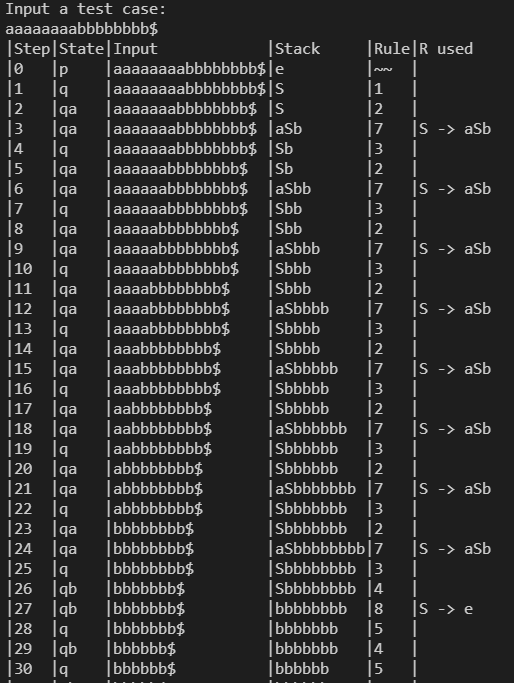 Input a test case:
aaaaaaaabbbbbbbb$
|Step|State|Input            |Stack     |Rule|R used
|0   |p    |aaaaaaaabbbbbbbb$|e         |~~  |
|1   |q    |aaaaaaaabbbbbbbb$|S         |1   |
|2   |qa   |aaaaaaabbbbbbbb$ |S         |2   |
|3   |qa   |aaaaaaabbbbbbbb$ |aSb       |7   |S -> aSb
|4   |q    |aaaaaaabbbbbbbb$ |Sb        |3   |
|5   |qa   |aaaaaabbbbbbbb$  |Sb        |2   |
|6   |qa   |aaaaaabbbbbbbb$  |aSbb      |7   |S -> aSb
|7   |q    |aaaaaabbbbbbbb$  |Sbb       |3   |
|8   |qa   |aaaaabbbbbbbb$   |Sbb       |2   |
|9   |qa   |aaaaabbbbbbbb$   |aSbbb     |7   |S -> aSb
|10  |q    |aaaaabbbbbbbb$   |Sbbb      |3   |
|11  |qa   |aaaabbbbbbbb$    |Sbbb      |2   |
|12  |qa   |aaaabbbbbbbb$    |aSbbbb    |7   |S -> aSb
|13  |q    |aaaabbbbbbbb$    |Sbbbb     |3   |
|14  |qa   |aaabbbbbbbb$     |Sbbbb     |2   |
|15  |qa   |aaabbbbbbbb$     |aSbbbbb   |7   |S -> aSb
|16  |q    |aaabbbbbbbb$     |Sbbbbb    |3   |
|17  |qa   |aabbbbbbbb$      |Sbbbbb    |2   |
|18  |qa   |aabbbbbbbb$      |aSbbbbbb  |7   |S -> aSb
|19  |q    |aabbbbbbbb$      |Sbbbbbb   |3   |
|20  |qa   |abbbbbbbb$       |Sbbbbbb   |2   |
|21  |qa   |abbbbbbbb$       |aSbbbbbbb |7   |S -> aSb
|22  |q    |abbbbbbbb$       |Sbbbbbbb  |3   |
|23  |qa   |bbbbbbbb$        |Sbbbbbbb  |2   |
|24  |qa   |bbbbbbbb$        |aSbbbbbbbb|7   |S -> aSb
|25  |q    |bbbbbbbb$        |Sbbbbbbbb |3   |
|26  |qb   |bbbbbbb$         |Sbbbbbbbb |4   |
|27  |qb   |bbbbbbb$         |bbbbbbbb  |8   |S -> e
|28  |q    |bbbbbbb$         |bbbbbbb   |5   |
|29  |qb   |bbbbbb$          |bbbbbbb   |4   |
|30  |q    |bbbbbb$          |bbbbbb    |5   |